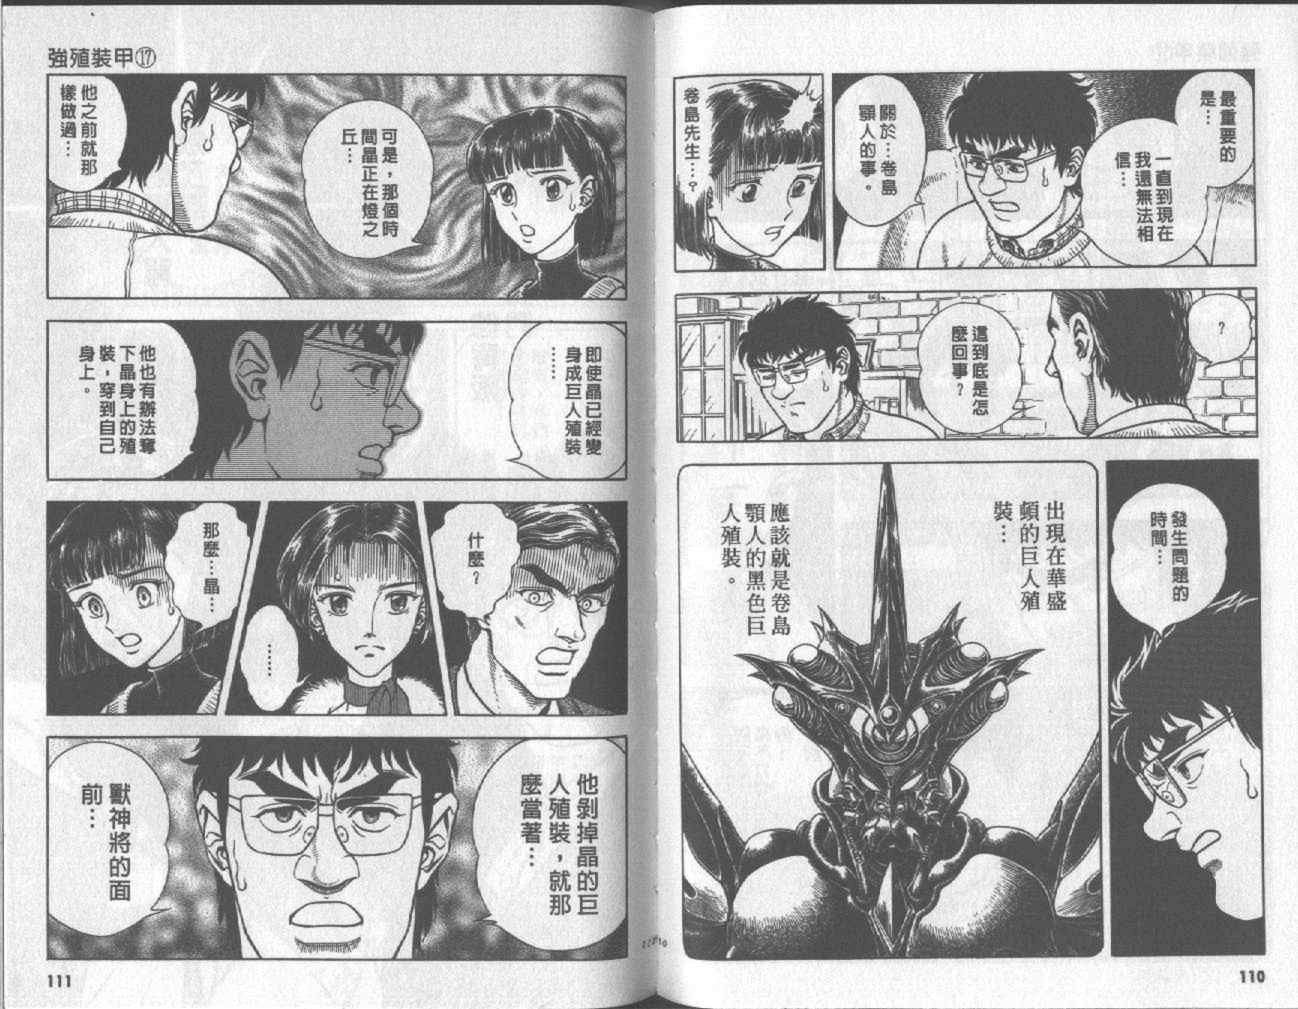 最重要的
是…
一直到現在
我還無法相
信…
關於…卷島
顎人的事。
卷島先生…?
?
這到底是怎
麼回事?
發生問題的
時間…
出現在華盛
頓的巨人殖
裝…
應該就是卷島
顎人的黑色巨
人殖裝。
110
強殖裝甲⑰
可是，那個時
間晶正在燈之
丘…
他之前就那
樣做過…
即使晶已經變
身成巨人殖裝
……
他也有辦法奪
下晶身上的殖
裝，穿到自己
身上。
什麼?
……
那麼…晶…
他剝掉晶的巨
人殖裝，就那
麼當著…
獸神將的面
前…
111